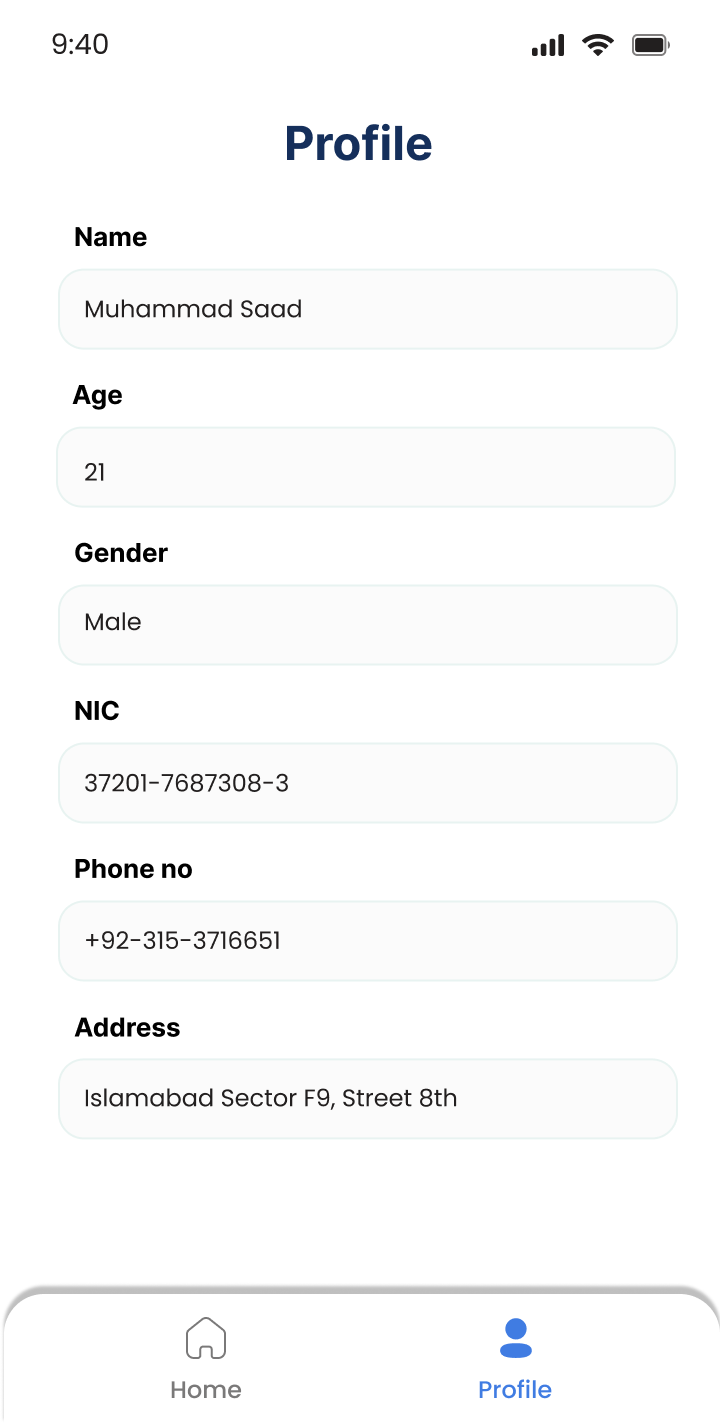 9:40
Profile
Name
Muhammad Saad
Age
21
Gender
Male
NIC
37201-7687308-3
Phone no
+92-315-3716651
Address
Islamabad Sector F9, Street 8th
Home
Profile